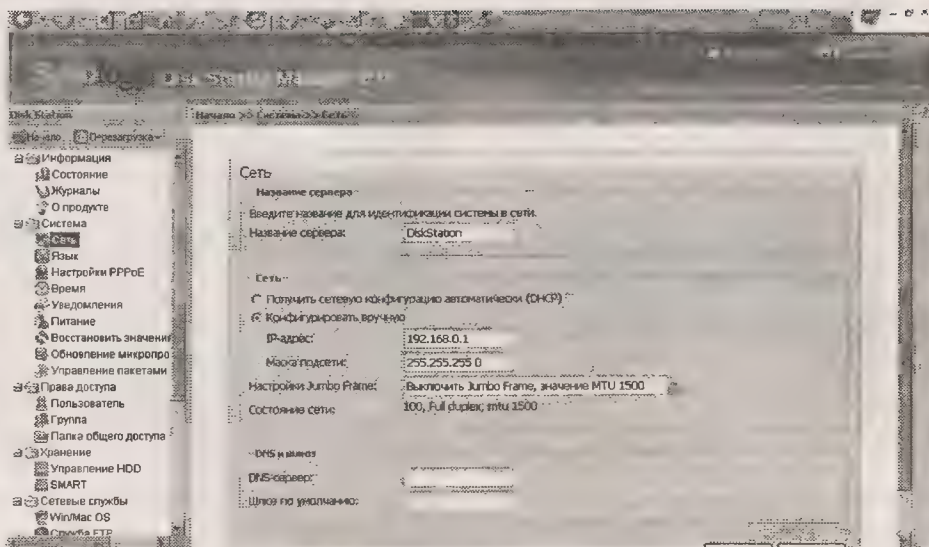 Disk Station
Начало >> Система >> Сеть
Перезагрузка
Информация
Состояние
Журналы
О продукте
Система
Сеть
Язык
Настройки PPPoE
Время
Уведомления
Питание
Восстановить значения
Обновление микропро
Управление пакетами
Права доступа
Пользователь
Группа
Папка общего доступа
Хранение
Управление HDD
SMART
Сетевые службы
Win/Mac OS
Служба FTP
Сеть
Название сервера
Введите название для идентификации системы в сети.
Название сервера: DiskStation
Сеть
Получить сетевую конфигурацию автоматически (DHCP)
Конфигурировать вручную
IP-адрес: 192.168.0.1
Маска подсети: 255.255.255.0
Настройки Jumbo Frame: Выключить Jumbo Frame, значение MTU 1500
Состояние сети: 100, Full duplex, mtu 1500
DNS и шлюз
DNS-сервер:
Шлюз по умолчанию: